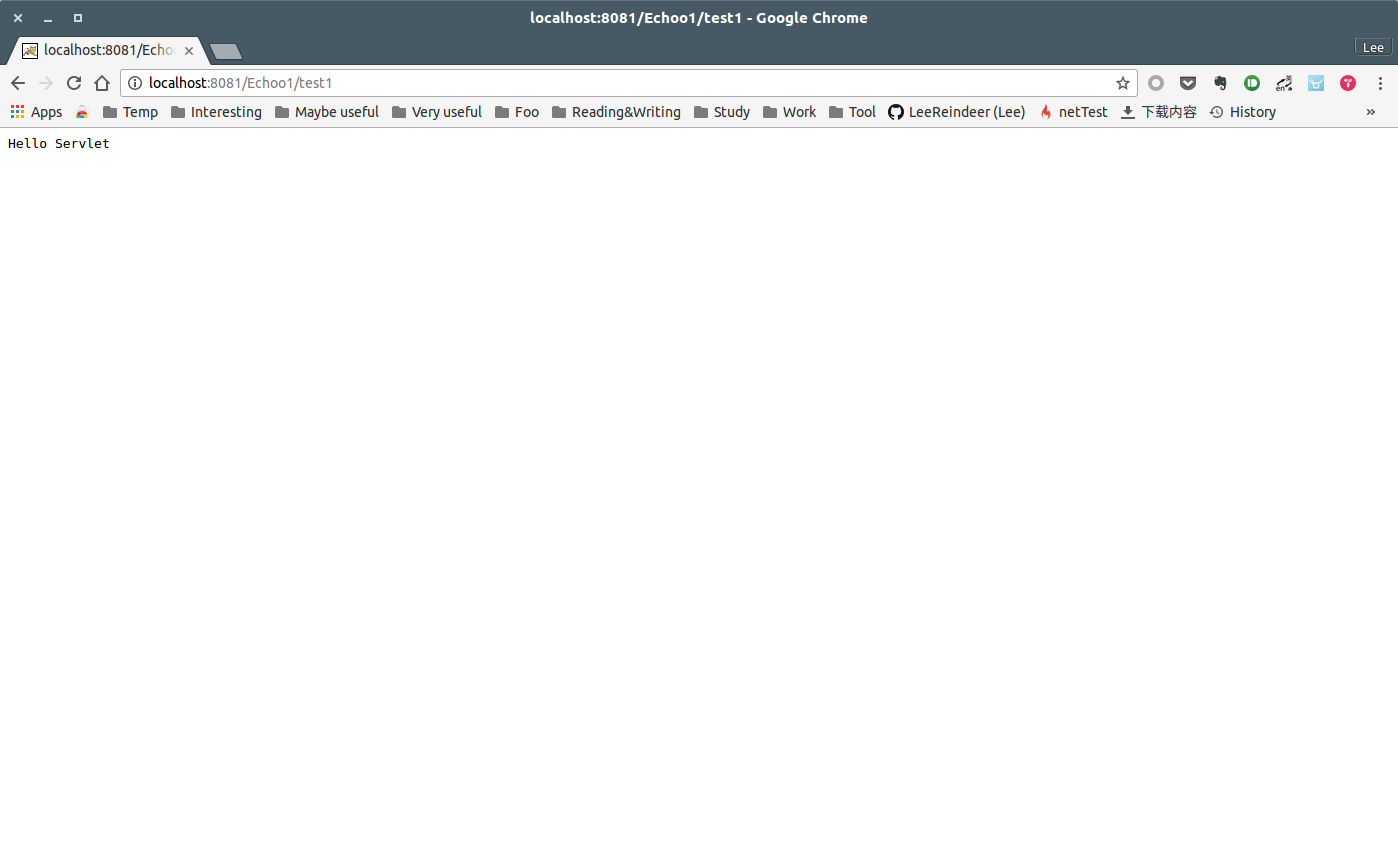 localhost:8081/Echoo1/test1 - Google Chrome
localhost:8081/Echo
Lee
localhost:8081/Echoo1/test1
en
Apps Temp Interesting Maybe useful Very useful Foo Reading&Writing Study Work Tool LeeReindeer (Lee) netTest 下载内容 History »
Hello Servlet